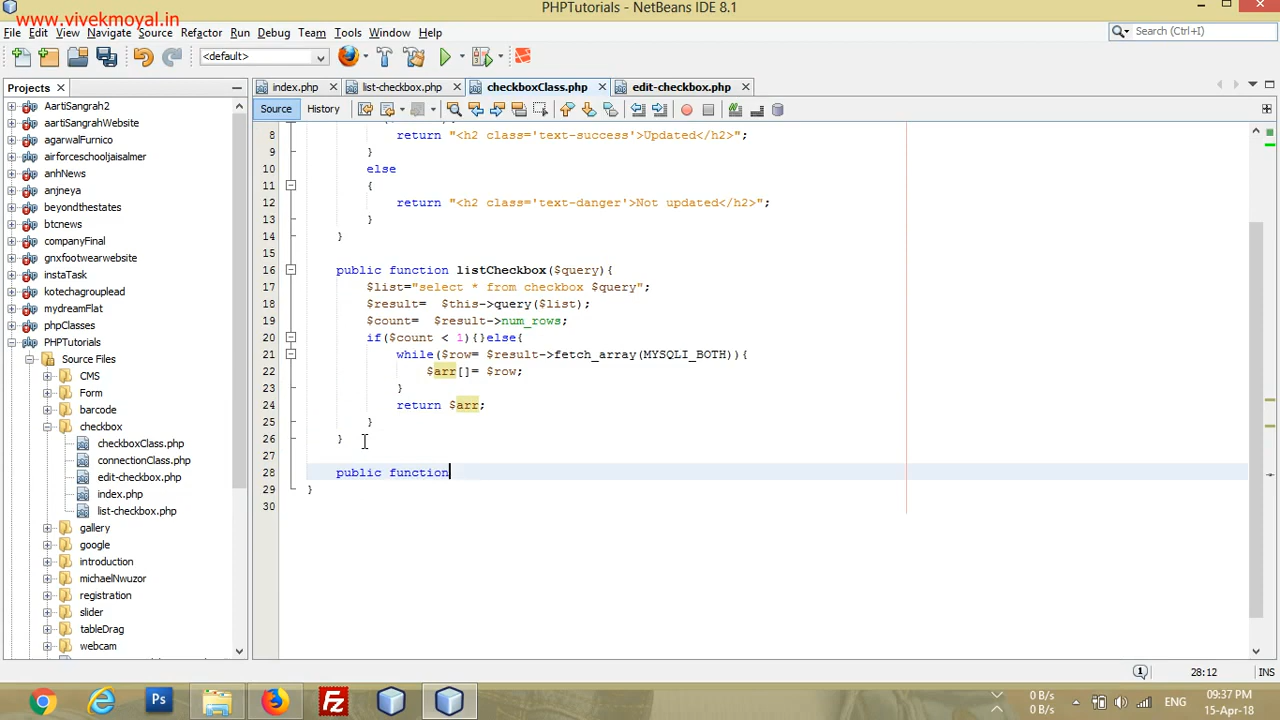 www.vivekmoyal.in
PHPTutorials - NetBeans IDE 8.1
File Edit View Navigate Source Refactor Run Debug Team Tools Window Help
Search (Ctrl+I)
<default>
Projects
index.php list-checkbox.php checkboxClass.php edit-checkbox.php
Source History
AartiSangrah2
aartiSangrahWebsite
agarwalFurnico
airforceschooljaisalmer
anhNews
anjneya
beyondthestates
btcnews
companyFinal
gnxfootwearwebsite
instaTask
kotechagrouplead
mydreamFlat
phpClasses
PHPTutorials
Source Files
CMS
Form
barcode
checkbox
checkboxClass.php
connectionClass.php
edit-checkbox.php
index.php
list-checkbox.php
gallery
google
introduction
michaelNwuzor
registration
slider
tableDrag
webcam
8 return "<h2 class='text-success'>Updated</h2>";
9 }
10 else
11 {
12 return "<h2 class='text-danger'>Not updated</h2>";
13 }
14 }
15
16 public function listCheckbox($query){
17 $list="select * from checkbox $query";
18 $result= $this->query($list);
19 $count= $result->num_rows;
20 if($count < 1){}else{
21 while($row= $result->fetch_array(MYSQLI_BOTH)){
22 $arr[]= $row;
23 }
24 return $arr;
25 }
26 }
27
28 public function
29 }
30
28:12 INS
0 B/s
0 B/s
ENG
09:37 PM
15-Apr-18